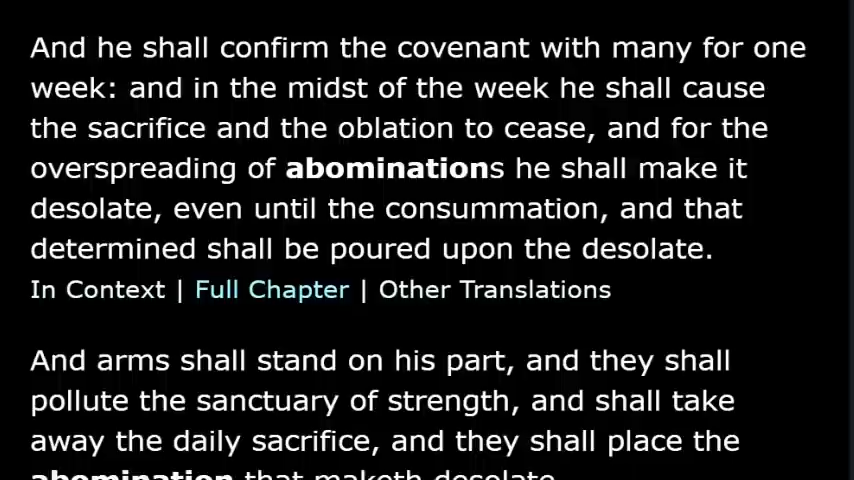 And he shall confirm the covenant with many for one
week: and in the midst of the week he shall cause
the sacrifice and the oblation to cease, and for the
overspreading of abominations he shall make it
desolate, even until the consummation, and that
determined shall be poured upon the desolate.
In Context | Full Chapter | Other Translations
And arms shall stand on his part, and they shall
pollute the sanctuary of strength, and shall take
away the daily sacrifice, and they shall place the
abomination that maketh desolate.